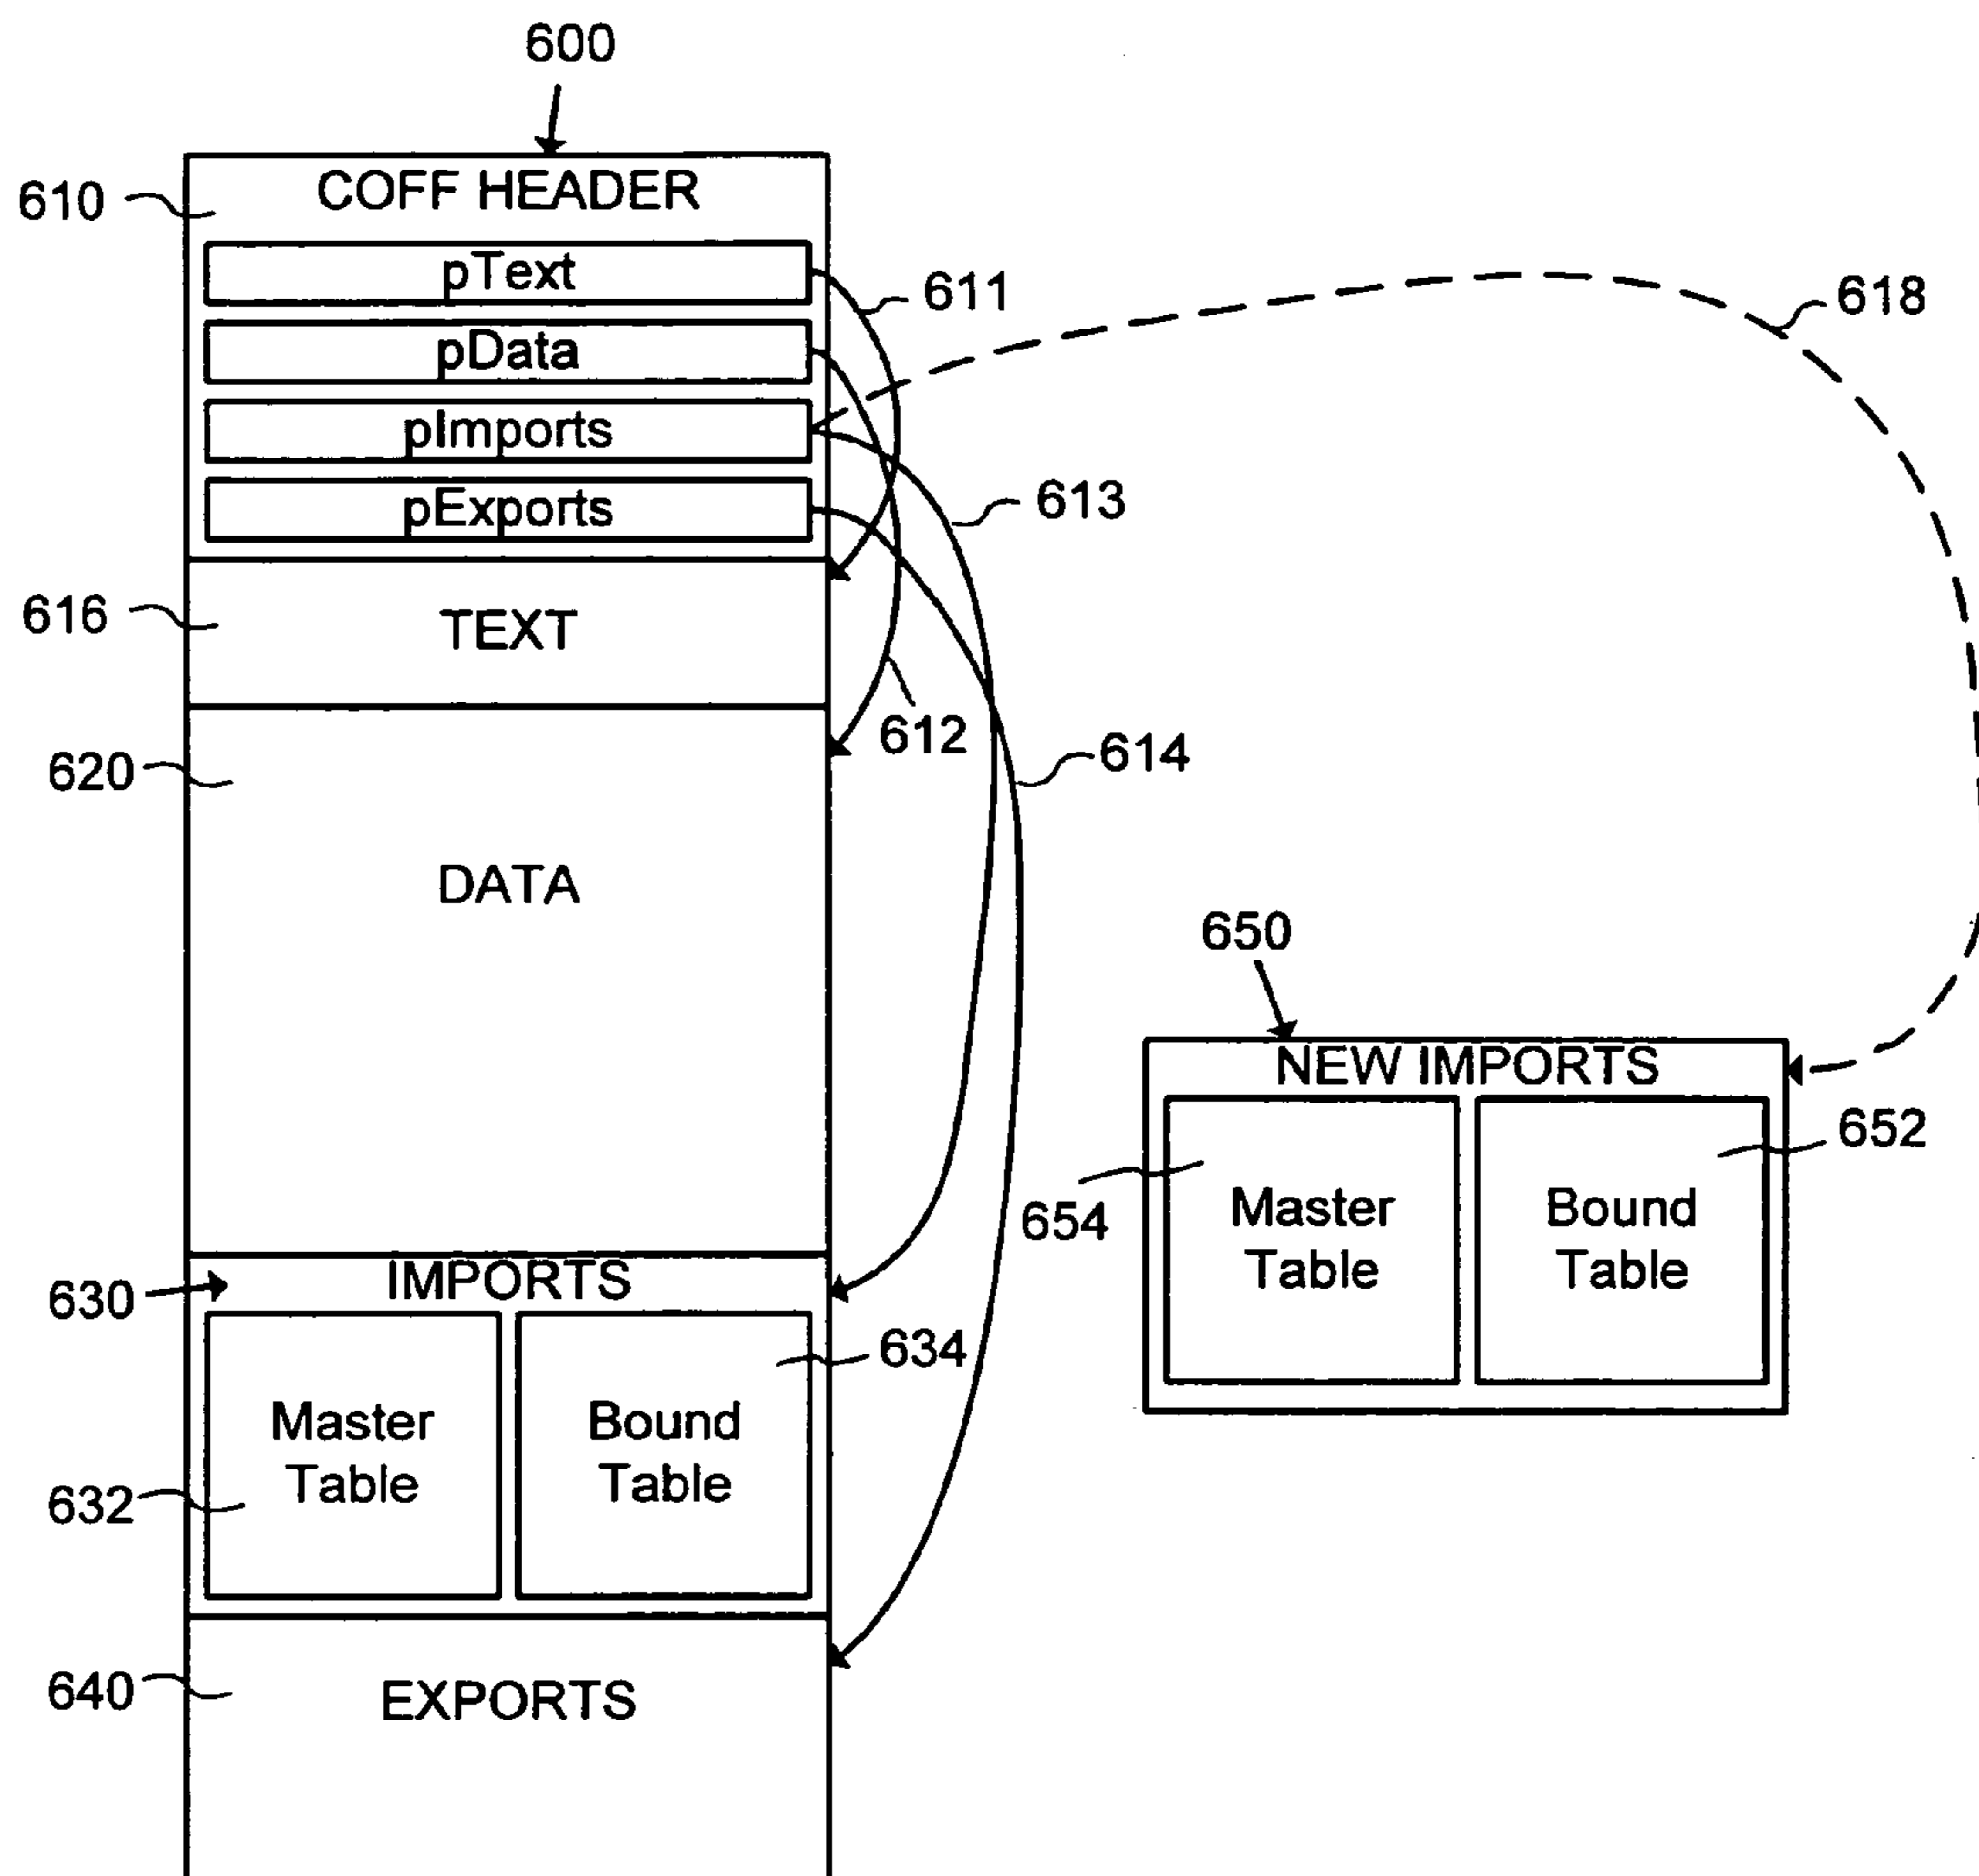 600
610
COFF HEADER
pText
611
618
pData
pImports
pExports
613
616
TEXT
612
614
620
DATA
650
NEW IMPORTS
652
654
Master
Table
Bound
Table
630
IMPORTS
634
Master
Table
Bound
Table
632
640
EXPORTS